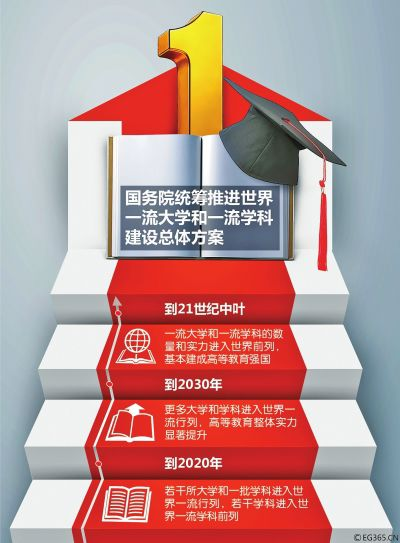 1
国务院统筹推进世界
一流大学和一流学科
建设总体方案
到21世纪中叶
一流大学和一流学科的数
量和实力进入世界前列，
基本建成高等教育强国
到2030年
更多大学和学科进入世界一
流行列，高等教育整体实力
显著提升
到2020年
若干所大学和一批学科进入世
界一流行列，若干学科进入世
界一流学科前列
©EG365.CN